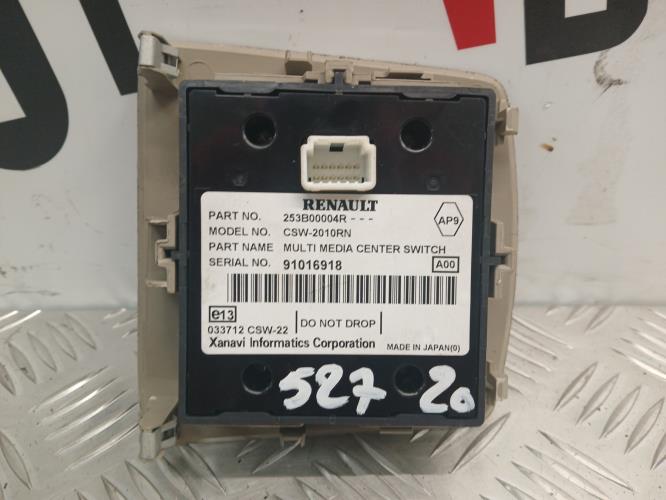 RENAULT
PART NO. 253B00004R - - -
AP9
MODEL NO. CSW-2010RN
PART NAME MULTI MEDIA CENTER SWITCH
SERIAL NO. 91016918
A00
e13
033712 CSW-22
DO NOT DROP
Xanavi Informatics Corporation
MADE IN JAPAN(0)
527 20